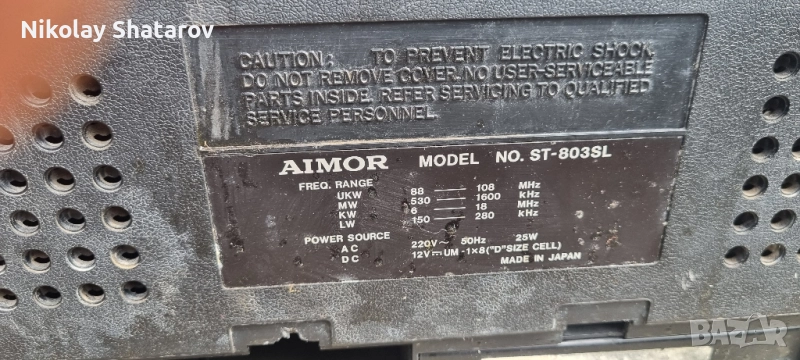 Nikolay Shatarov
CAUTION: TO PREVENT ELECTRIC SHOCK,
DO NOT REMOVE COVER. NO USER-SERVICEABLE
PARTS INSIDE. REFER SERVICING TO QUALIFIED
SERVICE PERSONNEL.
AIMOR MODEL NO. ST-803SL
FREQ. RANGE
UKW 88 — 108 MHz
MW 530 — 1600 kHz
KW 6 — 18 MHz
LW 150 — 280 kHz
POWER SOURCE
AC 220V~ 50Hz 25W
DC 12V⎓UM-1×8("D"SIZE CELL)
MADE IN JAPAN
BAZAR